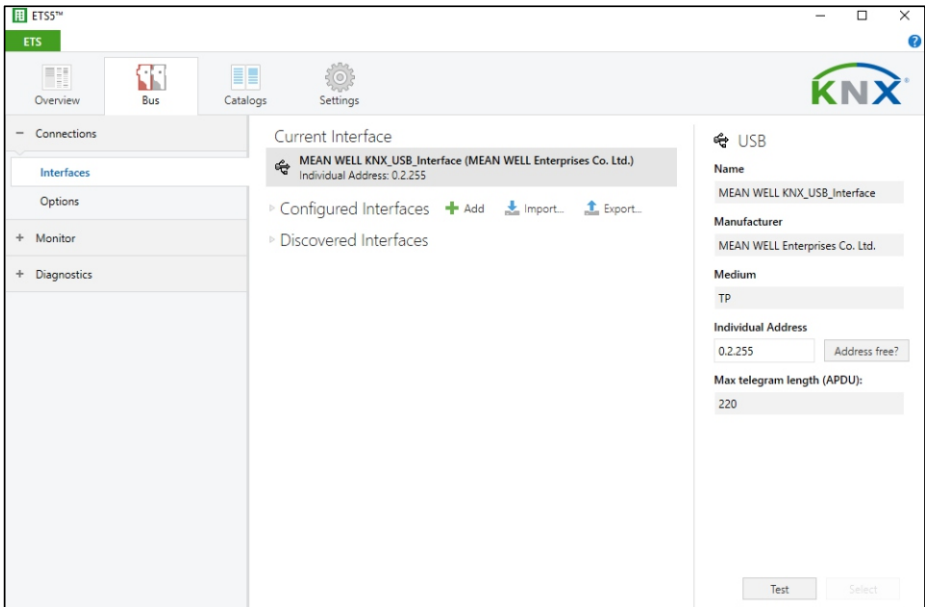 ETS5™
ETS
Overview
Bus
Catalogs
Settings
KNX
Connections
Interfaces
Options
Monitor
Diagnostics
Current Interface
MEAN WELL KNX_USB_Interface (MEAN WELL Enterprises Co. Ltd.)
Individual Address: 0.2.255
Configured Interfaces Add Import... Export...
Discovered Interfaces
USB
Name
MEAN WELL KNX_USB_Interface
Manufacturer
MEAN WELL Enterprises Co. Ltd.
Medium
TP
Individual Address
0.2.255 Address free?
Max telegram length (APDU):
220
Test Select